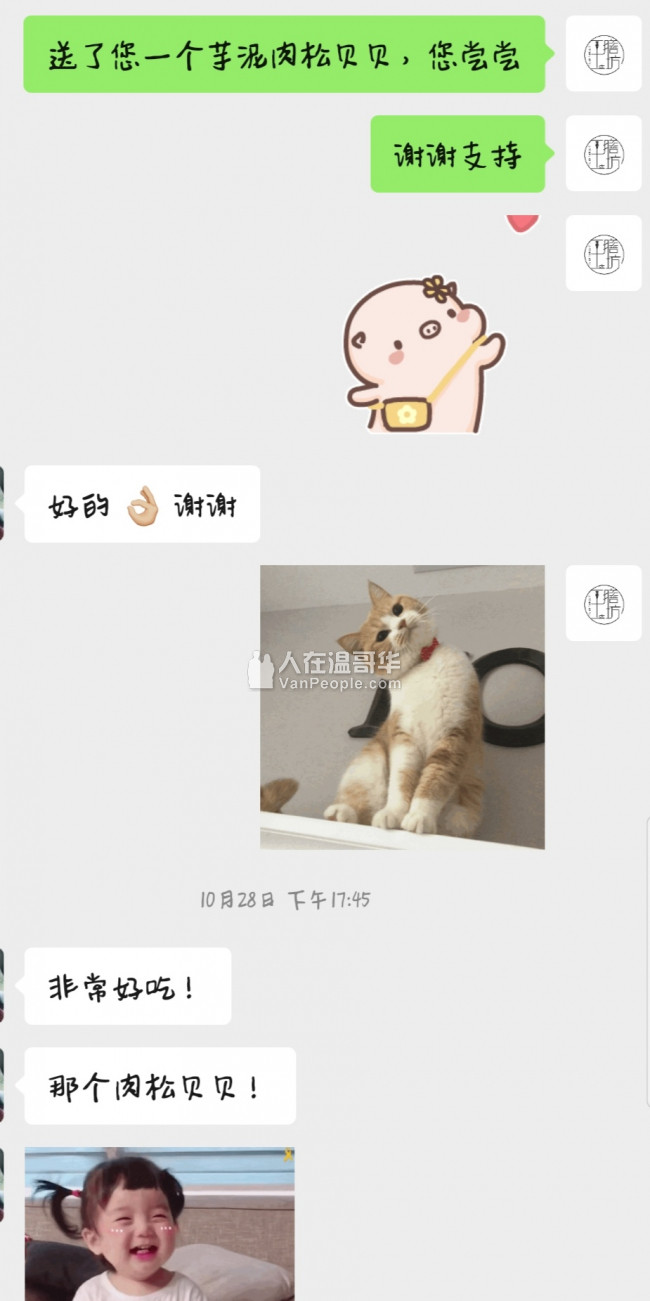 送了您一个芋泥肉松贝贝，您尝尝
谢谢支持
好的👌🏼谢谢
人在温哥华
VanPeople.com
10月28日 下午17:45
非常好吃！
那个肉松贝贝！